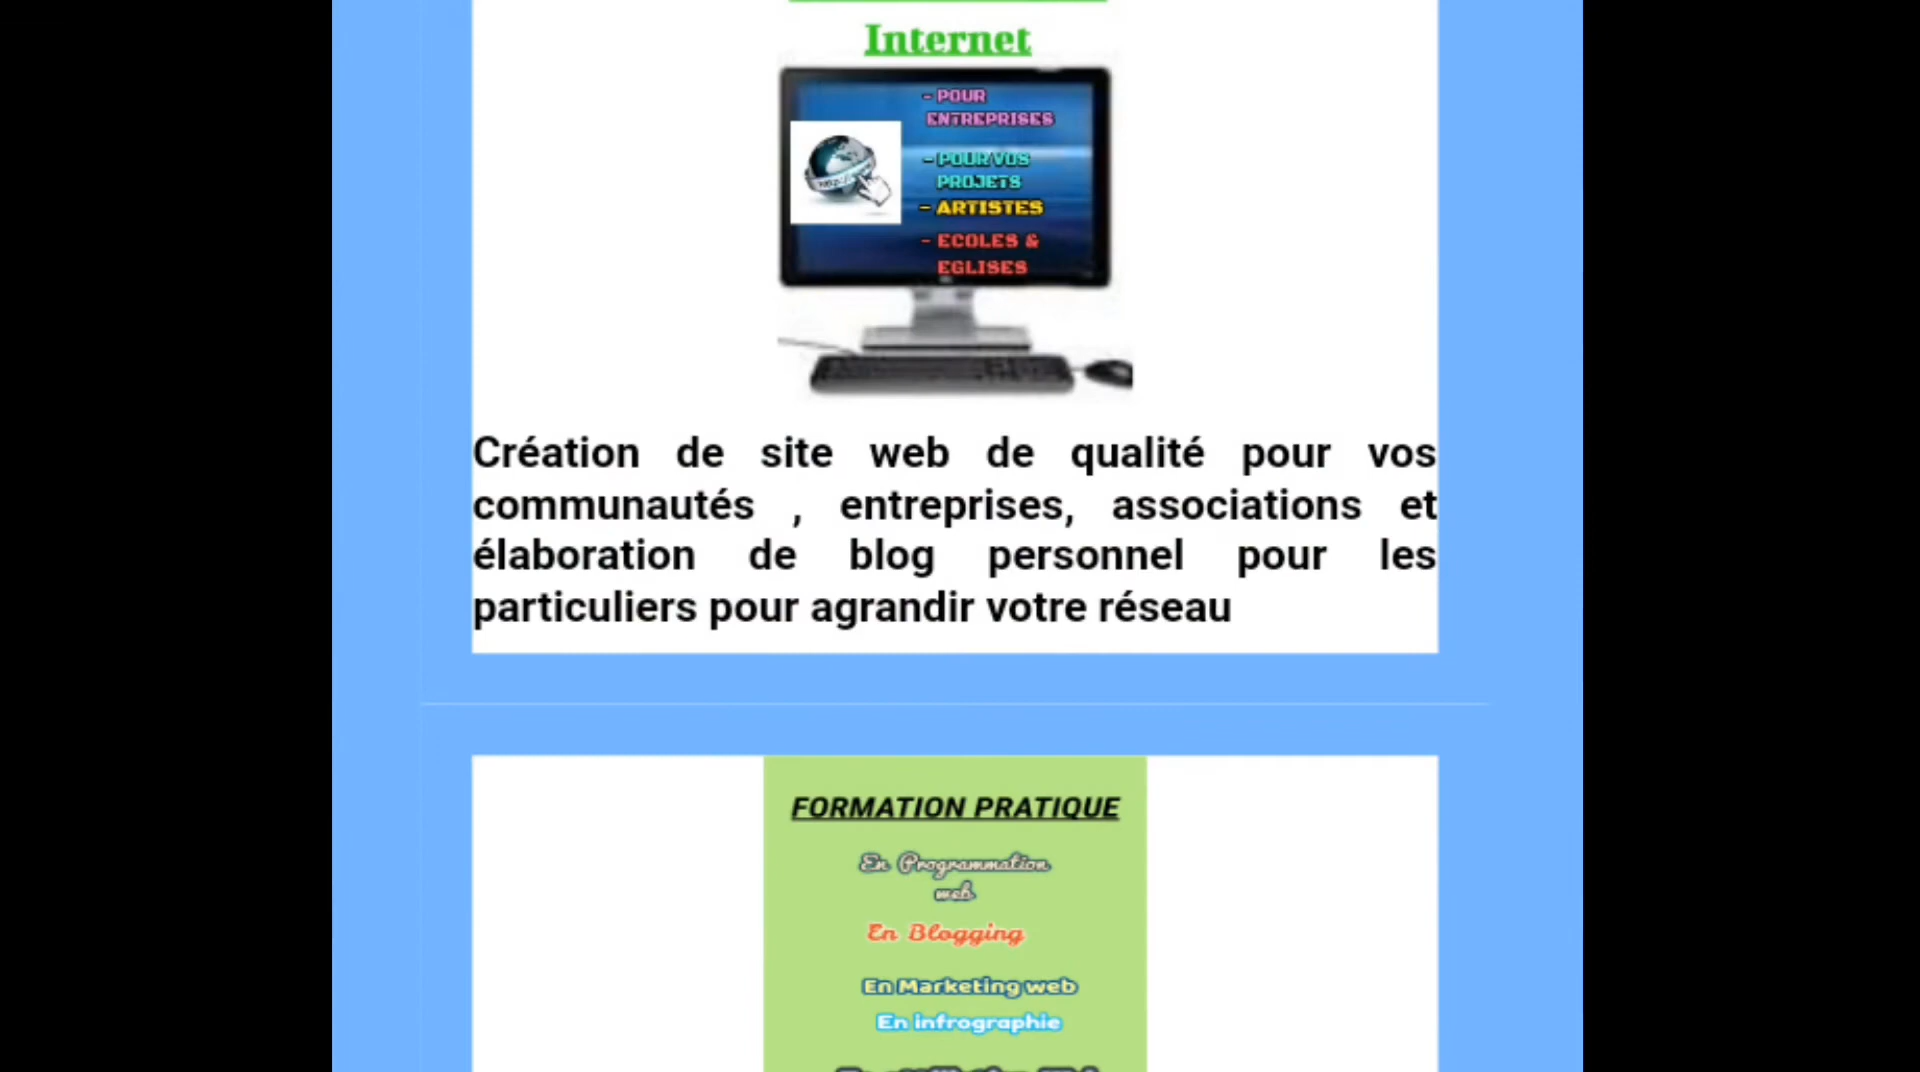 Internet
- POUR
ENTREPRISES
- POUR VOS
PROJETS
- ARTISTES
- ECOLES &
EGLISES
Création de site web de qualité pour vos
communautés , entreprises, associations et
élaboration de blog personnel pour les
particuliers pour agrandir votre réseau
FORMATION PRATIQUE
En Programmation
web
En Blogging
En Marketing web
En infrographie